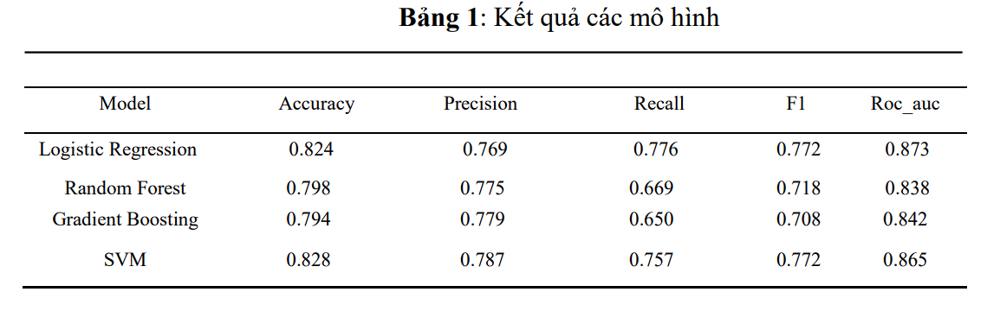 Bảng 1: Kết quả các mô hình
Model Accuracy Precision Recall F1 Roc_auc
Logistic Regression 0.824 0.769 0.776 0.772 0.873
Random Forest 0.798 0.775 0.669 0.718 0.838
Gradient Boosting 0.794 0.779 0.650 0.708 0.842
SVM 0.828 0.787 0.757 0.772 0.865